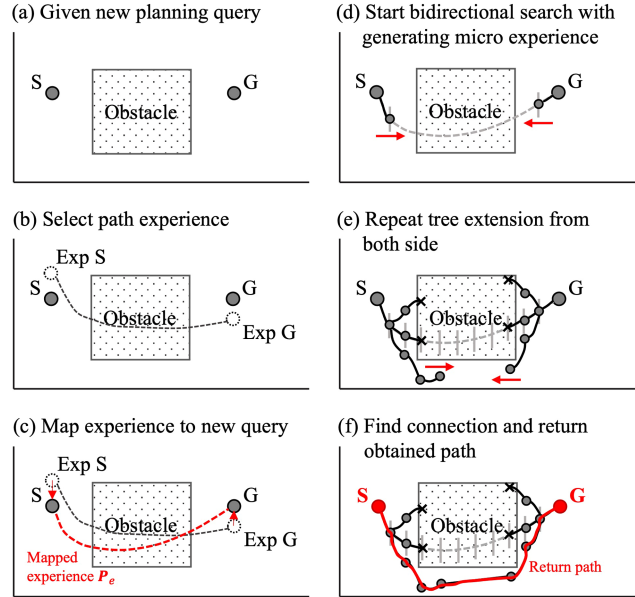 (a) Given new planning query
S
G
Obstacle
(b) Select path experience
Exp S
S
G
Obstacle
Exp G
(c) Map experience to new query
Exp S
S
G
Obstacle
Exp G
Mapped
experience Pₑ
(d) Start bidirectional search with
generating micro experience
S
G
Obstacle
(e) Repeat tree extension from
both side
S
G
Obstacle
(f) Find connection and return
obtained path
S
G
Obstacle
Return path